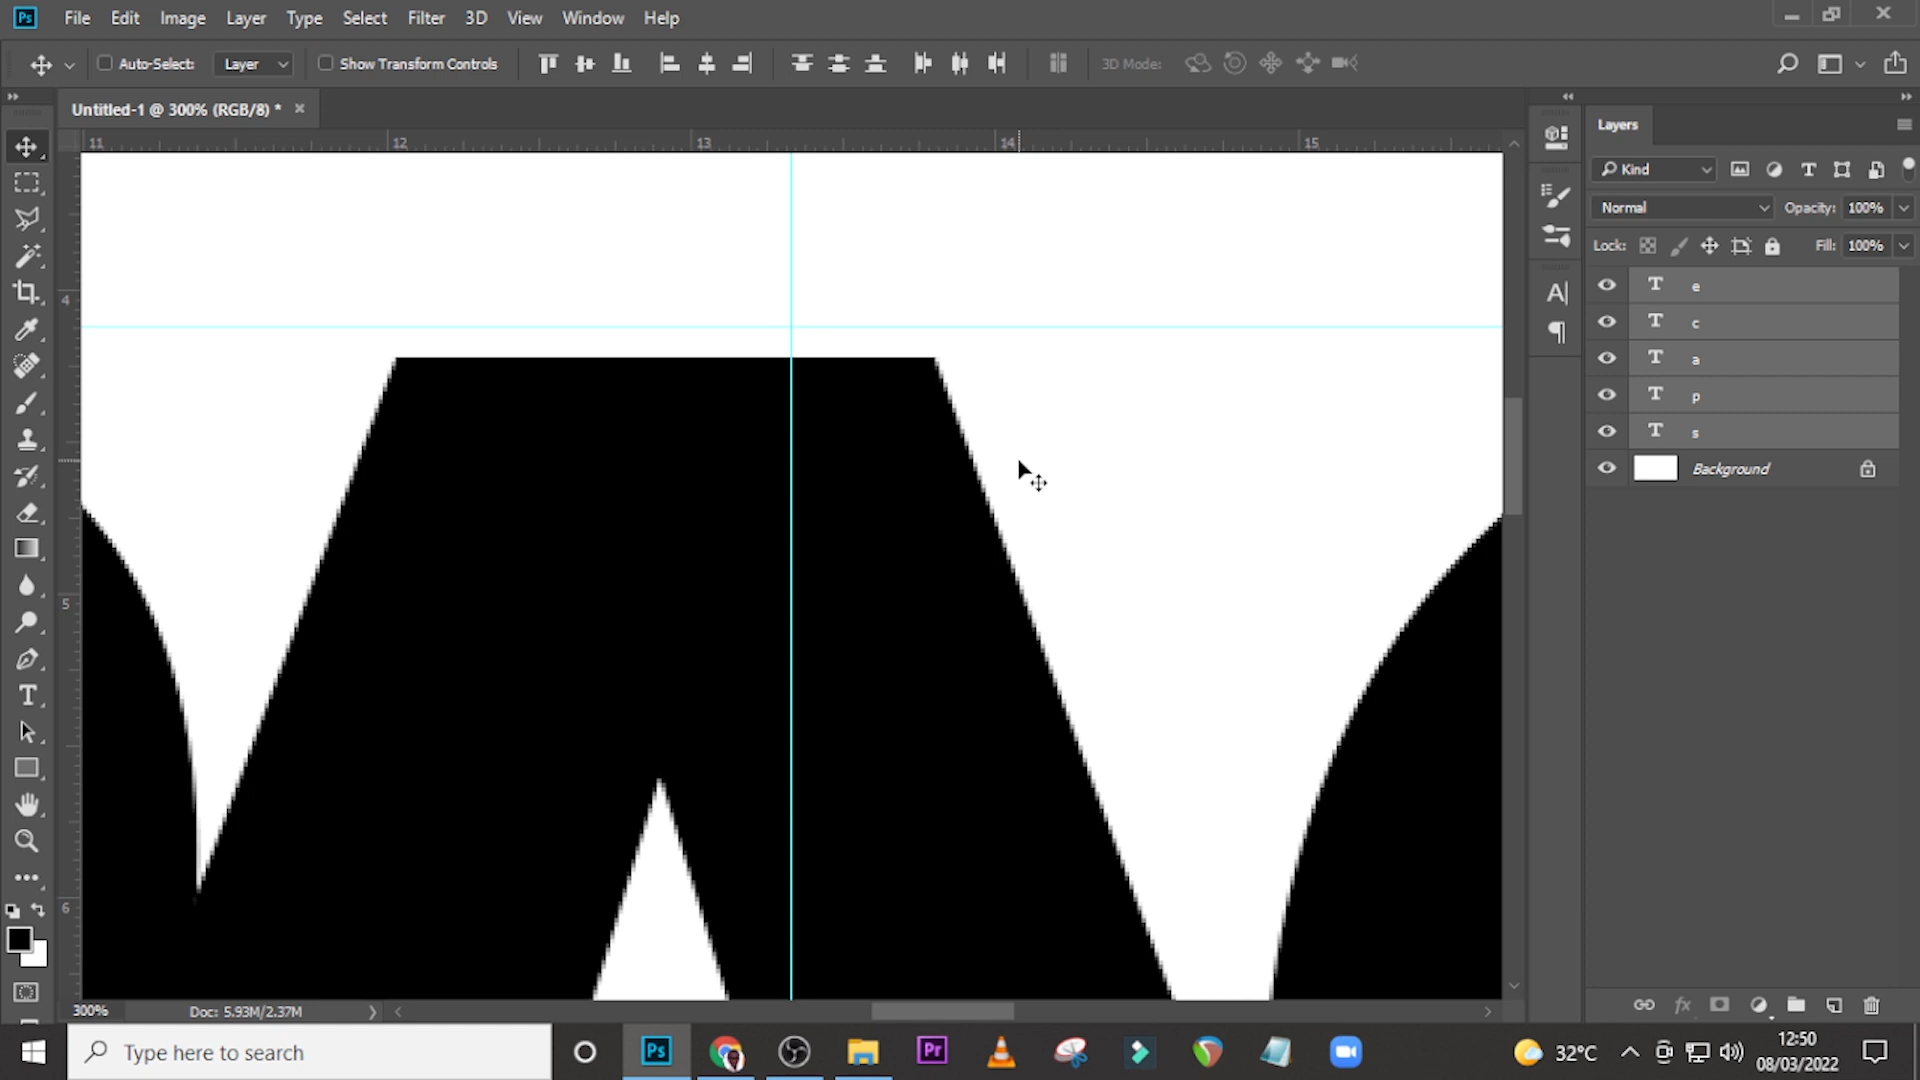 Ps File Edit Image Layer Type Select Filter 3D View Window Help
Auto-Select: Layer Show Transform Controls 3D Mode:
Untitled-1 @ 300% (RGB/8) *
11 12 13 14 15
4
5
6
Layers
Kind
Normal Opacity: 100%
Lock: Fill: 100%
T e
T c
T a
T p
T s
Background
300% Doc: 5.93M/2.37M
Type here to search
Ps
Pr
32°C
12:50
08/03/2022